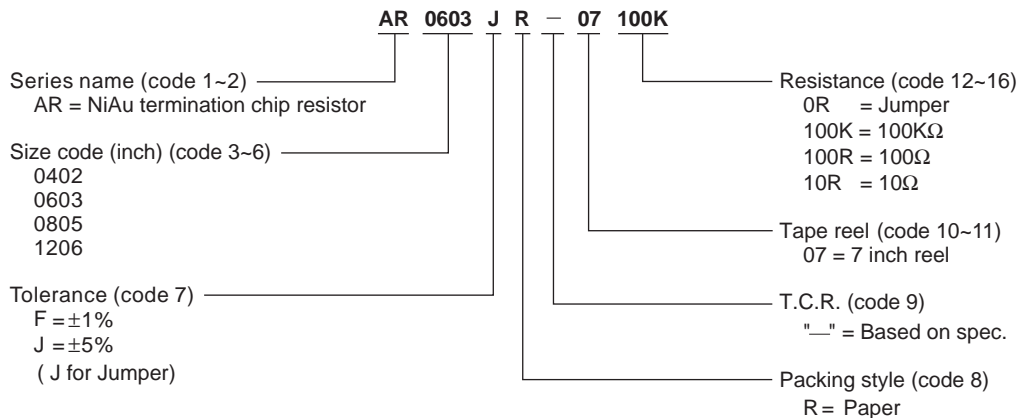 AR 0603 J R — 07 100K
Series name (code 1~2)
AR = NiAu termination chip resistor
Size code (inch) (code 3~6)
0402
0603
0805
1206
Tolerance (code 7)
F =±1%
J =±5%
( J for Jumper)
Resistance (code 12~16)
0R = Jumper
100K = 100KΩ
100R = 100Ω
10R = 10Ω
Tape reel (code 10~11)
07 = 7 inch reel
T.C.R. (code 9)
"—" = Based on spec.
Packing style (code 8)
R = Paper